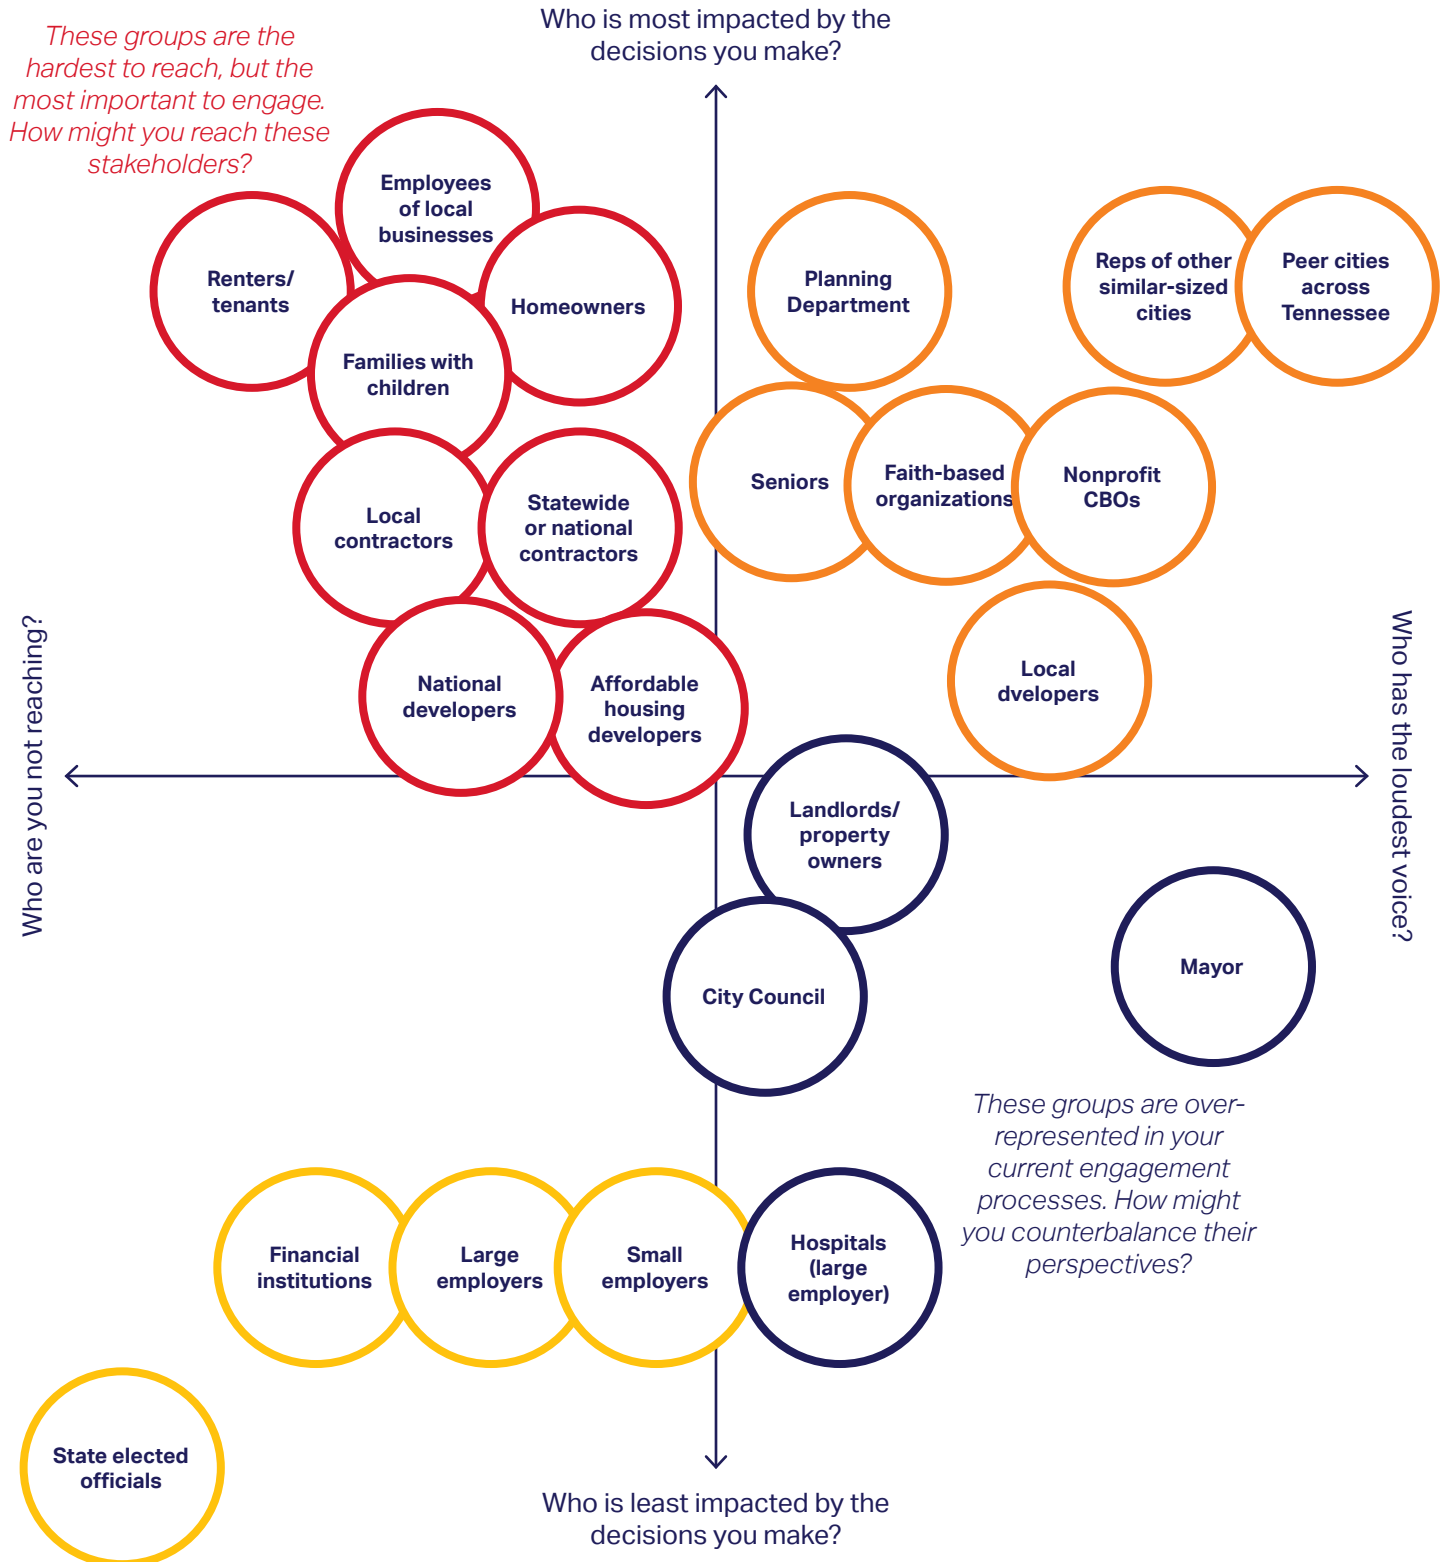 Who is most impacted by the
decisions you make?
These groups are the
hardest to reach, but the
most important to engage.
How might you reach these
stakeholders?
Employees
of local
businesses
Renters/
tenants
Homeowners
Families with
children
Planning
Department
Reps of other
similar-sized
cities
Peer cities
across
Tennessee
Local
contractors
Statewide
or national
contractors
Seniors
Faith-based
organizations
Nonprofit
CBOs
National
developers
Affordable
housing
developers
Local
dvelopers
Who are you not reaching?
Who has the loudest voice?
Landlords/
property
owners
City Council
Mayor
These groups are over-
represented in your
current engagement
processes. How might
you counterbalance their
perspectives?
Financial
institutions
Large
employers
Small
employers
Hospitals
(large
employer)
State elected
officials
Who is least impacted by the
decisions you make?